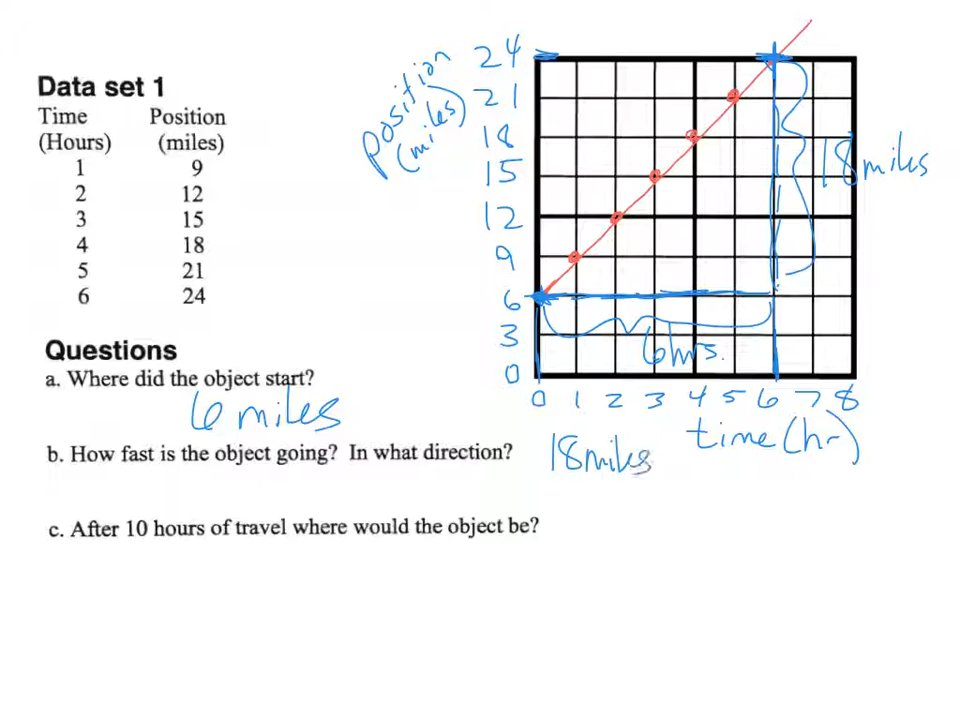 Data set 1
Time Position
(Hours) (miles)
1 9
2 12
3 15
4 18
5 21
6 24
Questions
a. Where did the object start?
6 miles
b. How fast is the object going? In what direction?
c. After 10 hours of travel where would the object be?
position
(miles)
24
21
18
15
12
9
6
3
0
18 miles
6 hrs.
0 1 2 3 4 5 6 7 8
time (hr)
18 miles